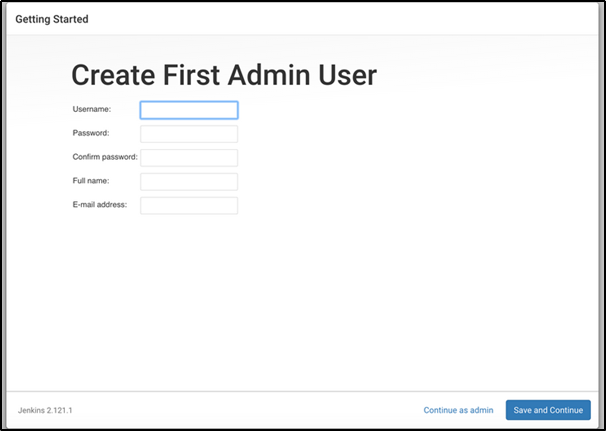 Getting Started
Create First Admin User
Username:
Password:
Confirm password:
Full name:
E-mail address:
Jenkins 2.121.1 Continue as admin Save and Continue